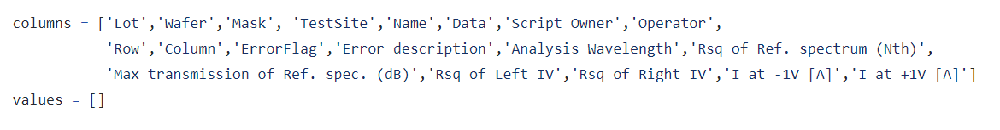 columns = ['Lot','Wafer','Mask', 'TestSite','Name','Data','Script Owner','Operator',
'Row','Column','ErrorFlag','Error description','Analysis Wavelength','Rsq of Ref. spectrum (Nth)',
'Max transmission of Ref. spec. (dB)','Rsq of Left IV','Rsq of Right IV','I at -1V [A]','I at +1V [A]']
values = []